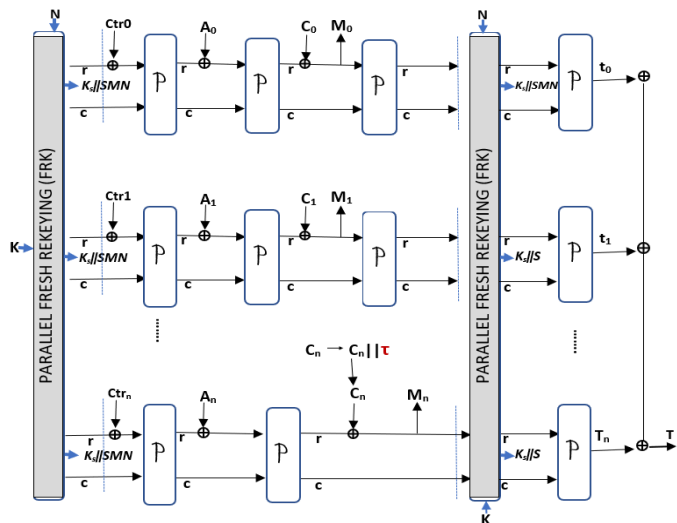 N
N
Ctr0
A₀
C₀
M₀
r
r
r
r
t₀
Kₛ||SMN
P
P
P
Kₛ||SMN
P
c
c
c
c
c
PARALLEL FRESH REKEYING (FRK)
PARALLEL FRESH REKEYING (FRK)
Ctr1
A₁
C₁
M₁
K
r
r
r
r
t₁
Kₛ||SMN
P
P
P
Kₛ||S
P
c
c
c
c
c
Cₙ → Cₙ||τ
Ctrₙ
Aₙ
Cₙ
Mₙ
r
r
r
r
Tₙ
T
Kₛ||SMN
P
P
Kₛ||S
P
c
c
c
c
K